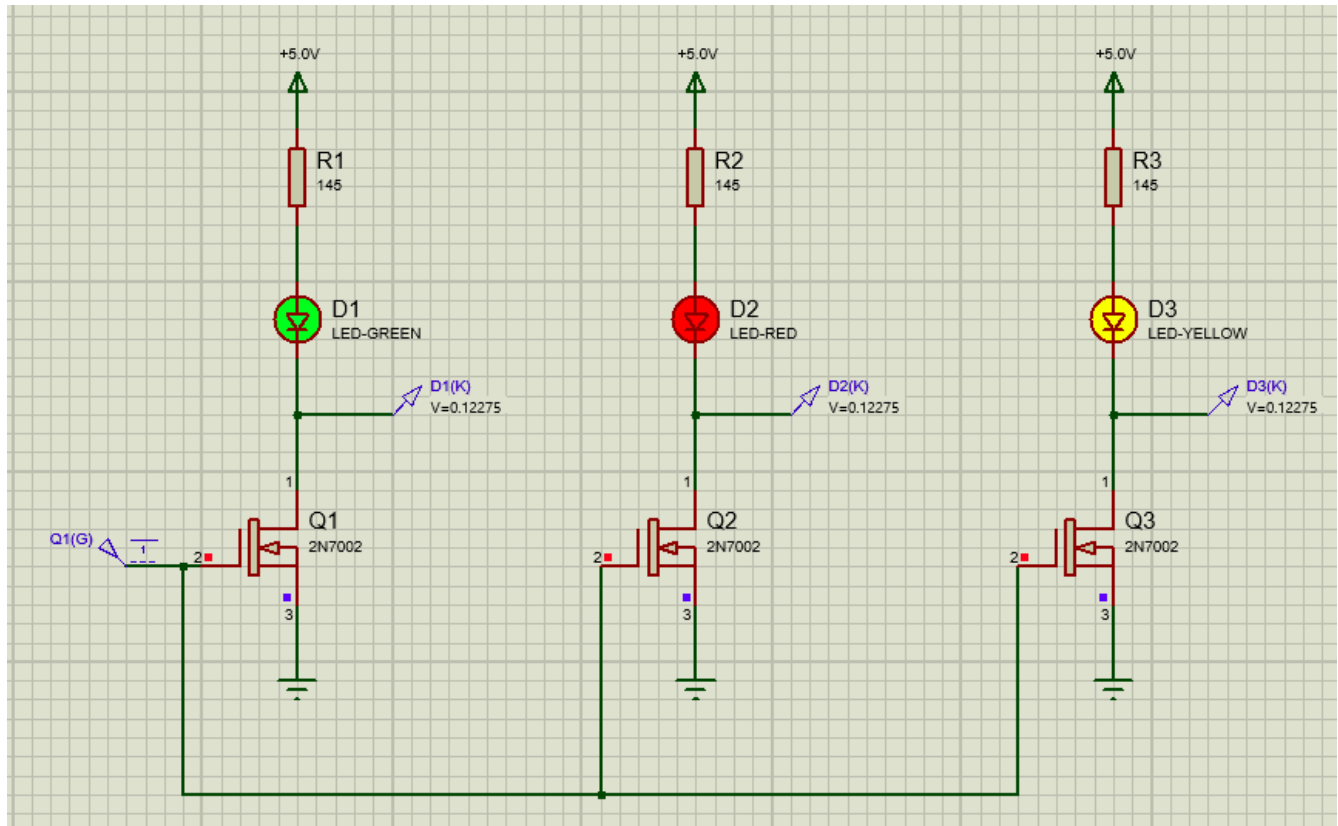 +5.0V
+5.0V
+5.0V
R1
145
R2
145
R3
145
D1
LED-GREEN
D2
LED-RED
D3
LED-YELLOW
D1(K)
V=0.12275
D2(K)
V=0.12275
D3(K)
V=0.12275
1
1
1
Q1
2N7002
Q2
2N7002
Q3
2N7002
Q1(G)
1
2
2
2
3
3
3